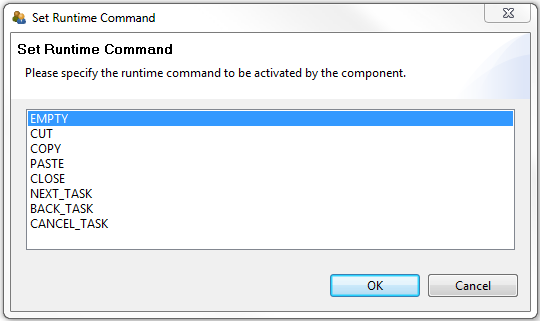 Set Runtime Command
Set Runtime Command
Please specify the runtime command to be activated by the component.
EMPTY
CUT
COPY
PASTE
CLOSE
NEXT_TASK
BACK_TASK
CANCEL_TASK
OK
Cancel